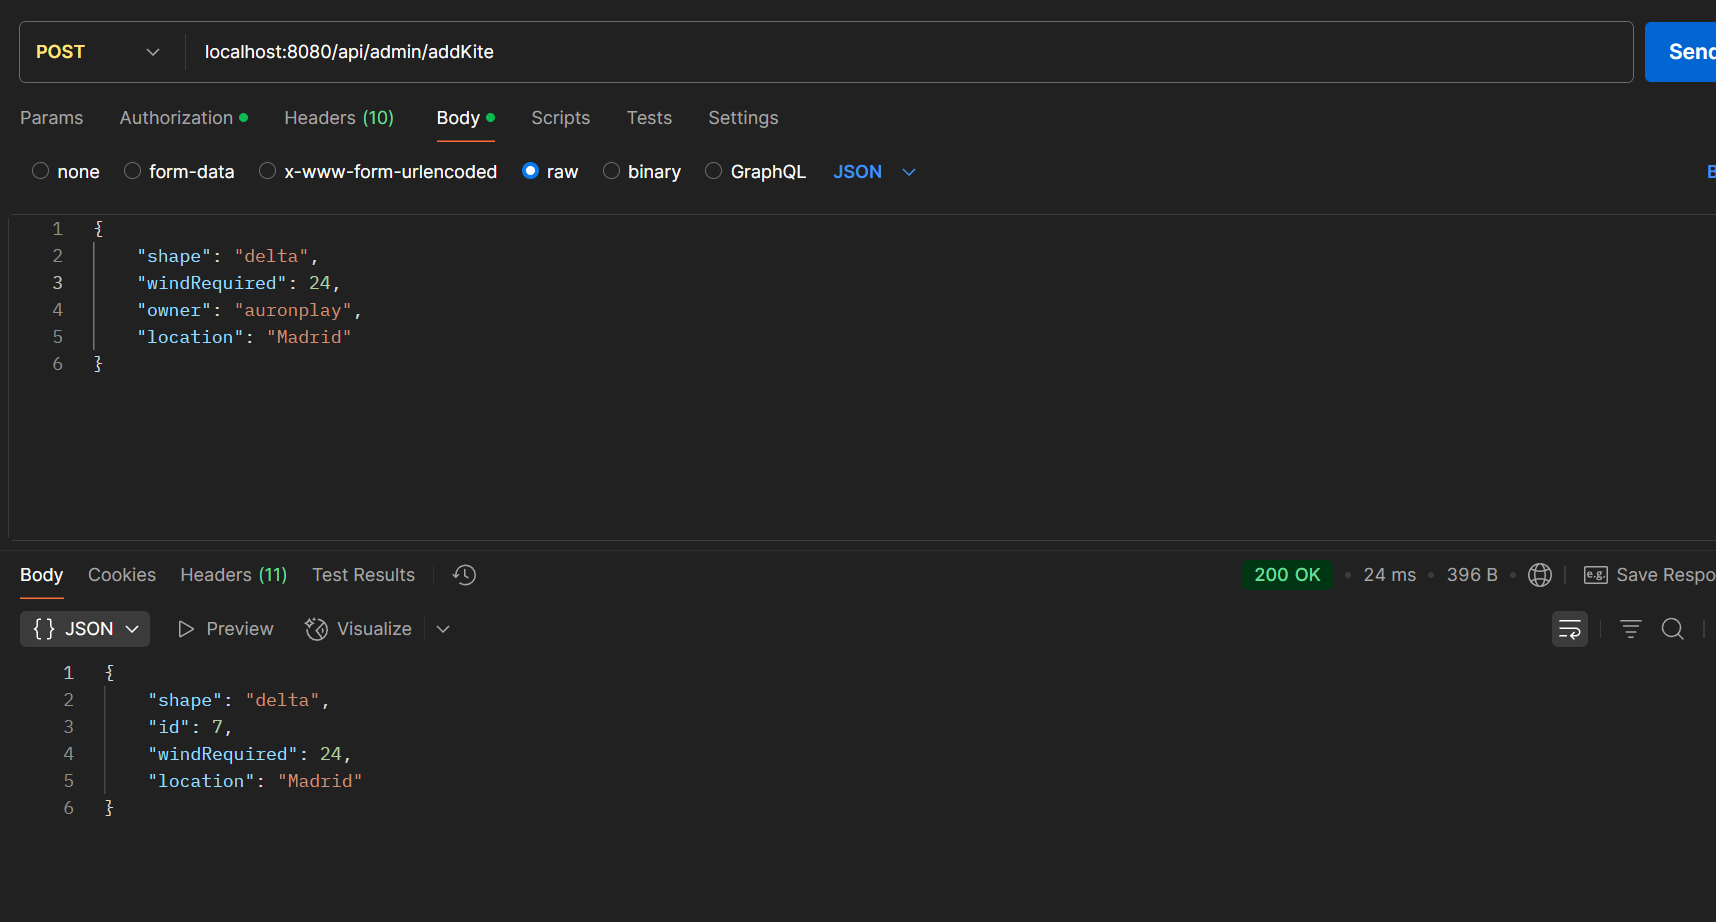 POST localhost:8080/api/admin/addKite Send
Params Authorization Headers (10) Body Scripts Tests Settings
none form-data x-www-form-urlencoded raw binary GraphQL JSON B
1 {
2 "shape": "delta",
3 "windRequired": 24,
4 "owner": "auronplay",
5 "location": "Madrid"
6 }
Body Cookies Headers (11) Test Results 200 OK • 24 ms • 396 B • e.g. Save Respo
{} JSON Preview Visualize
1 {
2 "shape": "delta",
3 "id": 7,
4 "windRequired": 24,
5 "location": "Madrid"
6 }